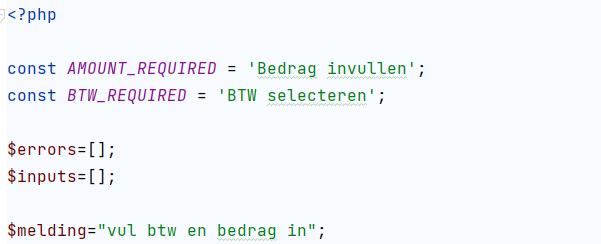 <?php
const AMOUNT_REQUIRED = 'Bedrag invullen';
const BTW_REQUIRED = 'BTW selecteren';
$errors=[];
$inputs=[];
$melding="vul btw en bedrag in";